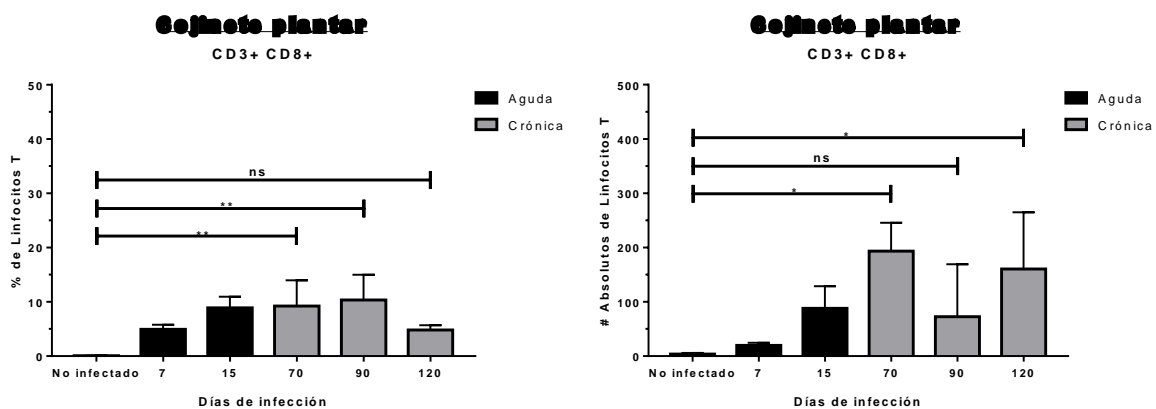 Cojinete plantar
CD3+ CD8+
50
40
30
20
10
0
% de Linfocitos T
ns
**
**
Aguda
Crónica
No infectado 7 15 70 90 120
Días de infección
Cojinete plantar
CD3+ CD8+
500
400
300
200
100
0
# Absolutos de Linfocitos T
*
ns
*
Aguda
Crónica
No infectado 7 15 70 90 120
Días de infección